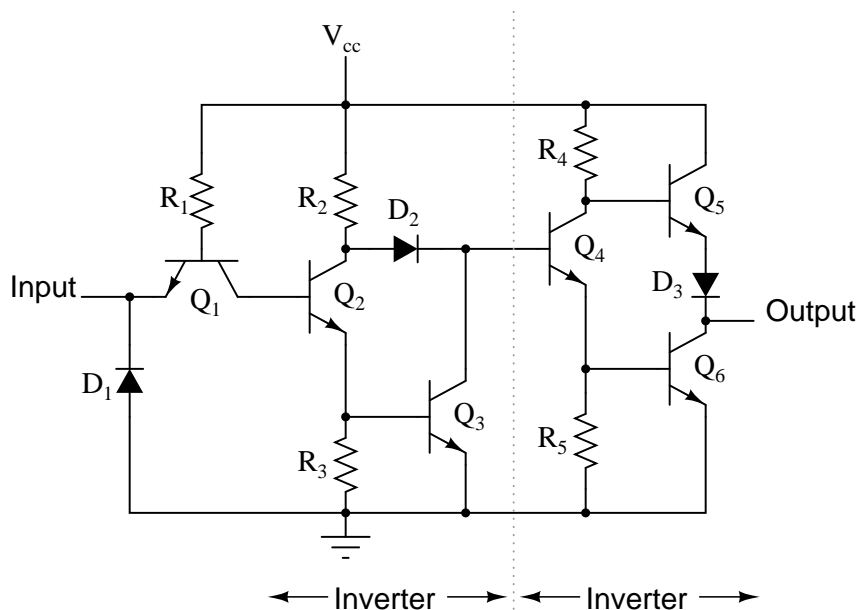 Vcc
R4
R1
R2
D2
Q5
Q4
Input
Q1
Q2
D3
Output
D1
Q3
Q6
R3
R5
Inverter
Inverter